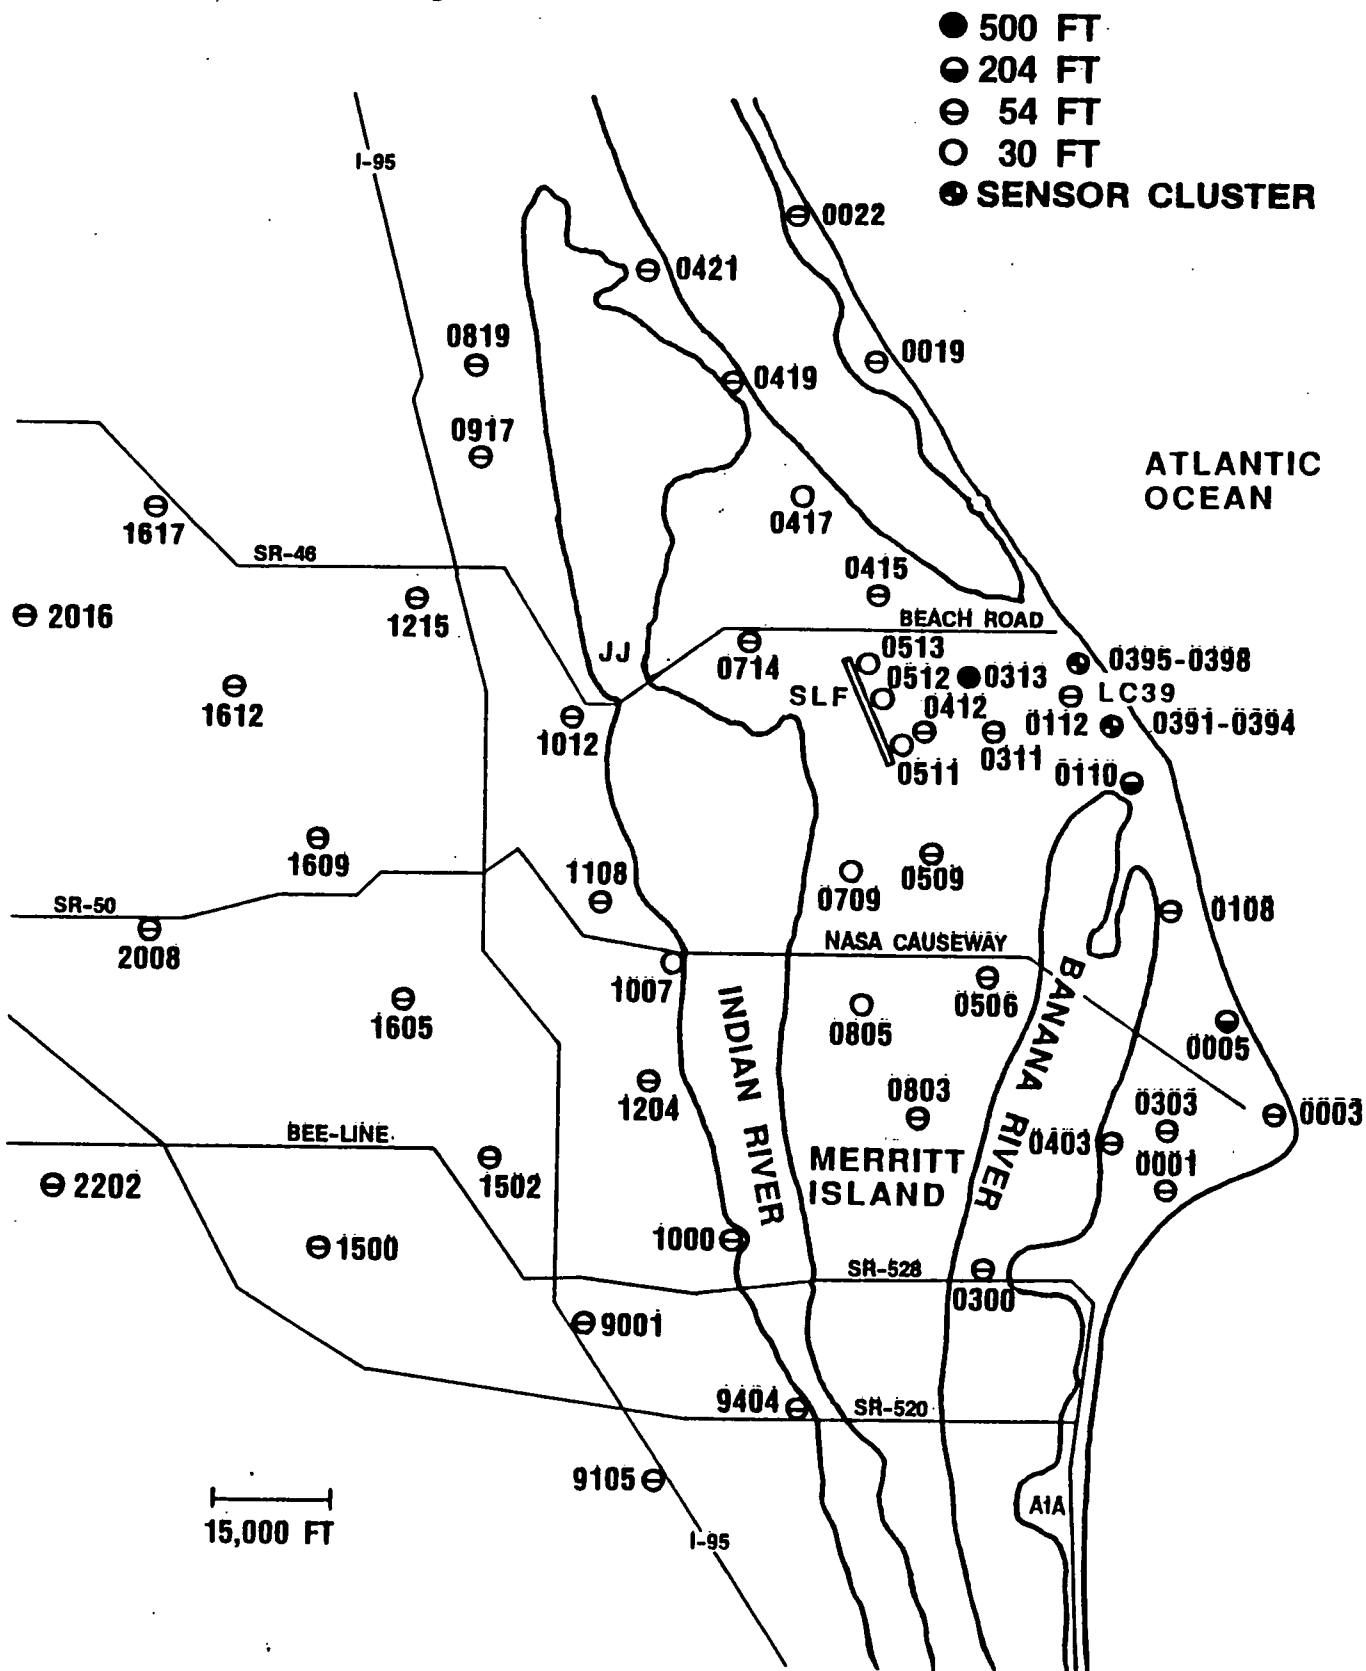 500 FT
204 FT
54 FT
30 FT
SENSOR CLUSTER
I-95
0022
0421
0819
0019
0419
0917
ATLANTIC
OCEAN
1617
0417
SR-46
0415
2016
1215
BEACH ROAD
JJ
0714
0513
0395-0398
0512
0313
SLF
LC39
1612
0412
0112
0391-0394
1012
0311
0511
0110
1609
1108
0509
0709
SR-50
0108
2008
NASA CAUSEWAY
1007
BANANA RIVER
INDIAN RIVER
0506
1605
0805
0005
1204
0803
0303
0003
BEE-LINE
0403
0001
MERRITT
ISLAND
2202
1502
1000
1500
SR-528
0300
9001
9404
SR-520
9105
15,000 FT
A1A
I-95